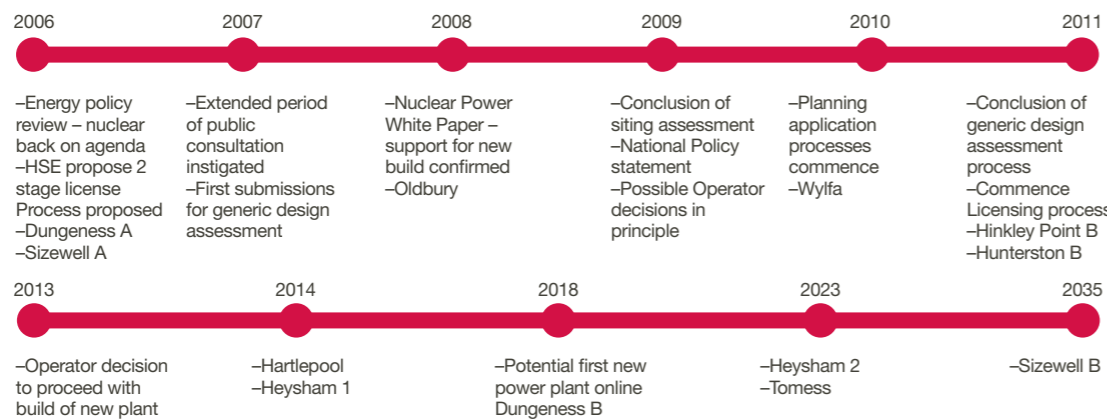 2006
2007
2008
2009
2010
2011
–Energy policy
review – nuclear
back on agenda
–HSE propose 2
stage license
Process proposed
–Dungeness A
–Sizewell A
–Extended period
of public
consultation
instigated
–First submissions
for generic design
assessment
–Nuclear Power
White Paper –
support for new
build confirmed
–Oldbury
–Conclusion of
siting assessment
–National Policy
statement
–Possible Operator
decisions in
principle
–Planning
application
processes
commence
–Wylfa
–Conclusion of
generic design
assessment
process
–Commence
Licensing process
–Hinkley Point B
–Hunterston B
2013
2014
2018
2023
2035
–Operator decision
to proceed with
build of new plant
–Hartlepool
–Heysham 1
–Potential first new
power plant online
Dungeness B
–Heysham 2
–Tomess
–Sizewell B